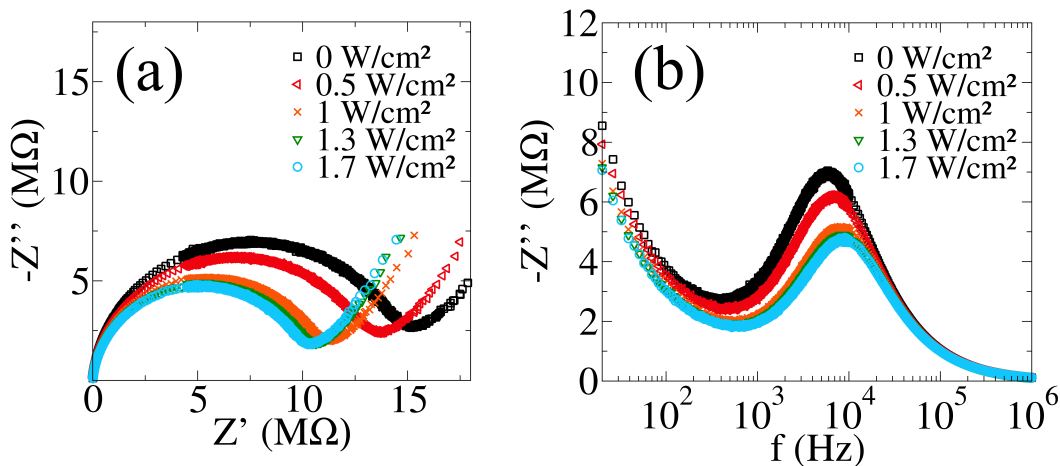 (a)
0 W/cm²
0.5 W/cm²
1 W/cm²
1.3 W/cm²
1.7 W/cm²
15
10
5
0
5
10
15
-Z’’ (MΩ)
Z’ (MΩ)
(b)
0 W/cm²
0.5 W/cm²
1 W/cm²
1.3 W/cm²
1.7 W/cm²
12
10
8
6
4
2
0
10²
10³
10⁴
10⁵
10⁶
-Z’’ (MΩ)
f (Hz)